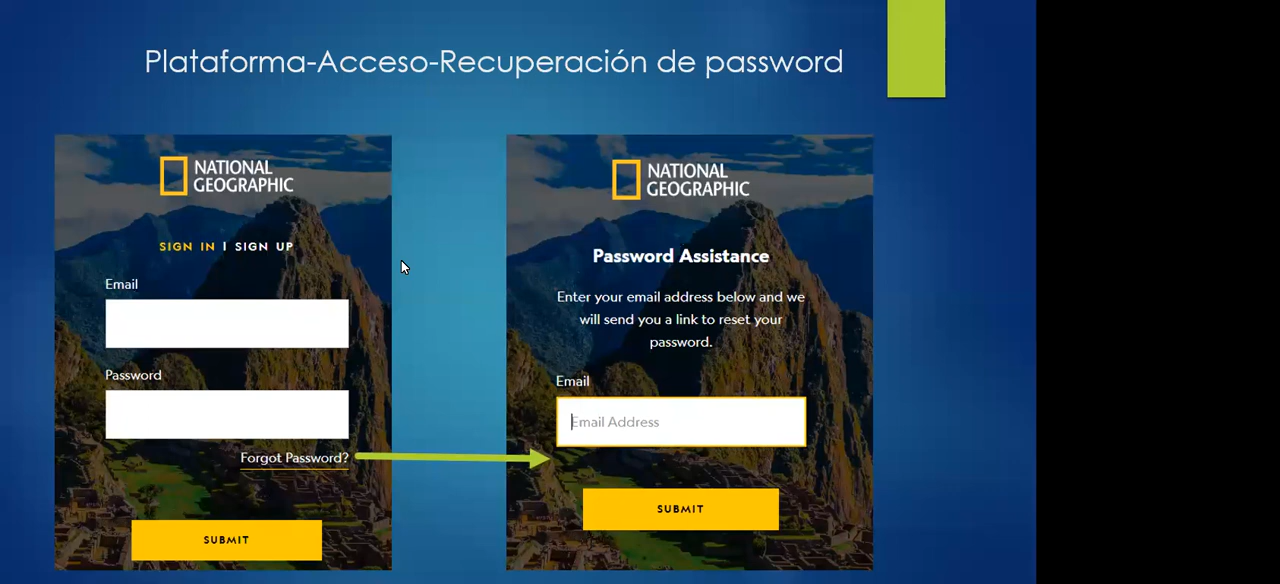 Plataforma-Acceso-Recuperación de password
NATIONAL
GEOGRAPHIC
SIGN IN | SIGN UP
Email
Password
Forgot Password?
SUBMIT
NATIONAL
GEOGRAPHIC
Password Assistance
Enter your email address below and we
will send you a link to reset your
password.
Email
Email Address
SUBMIT